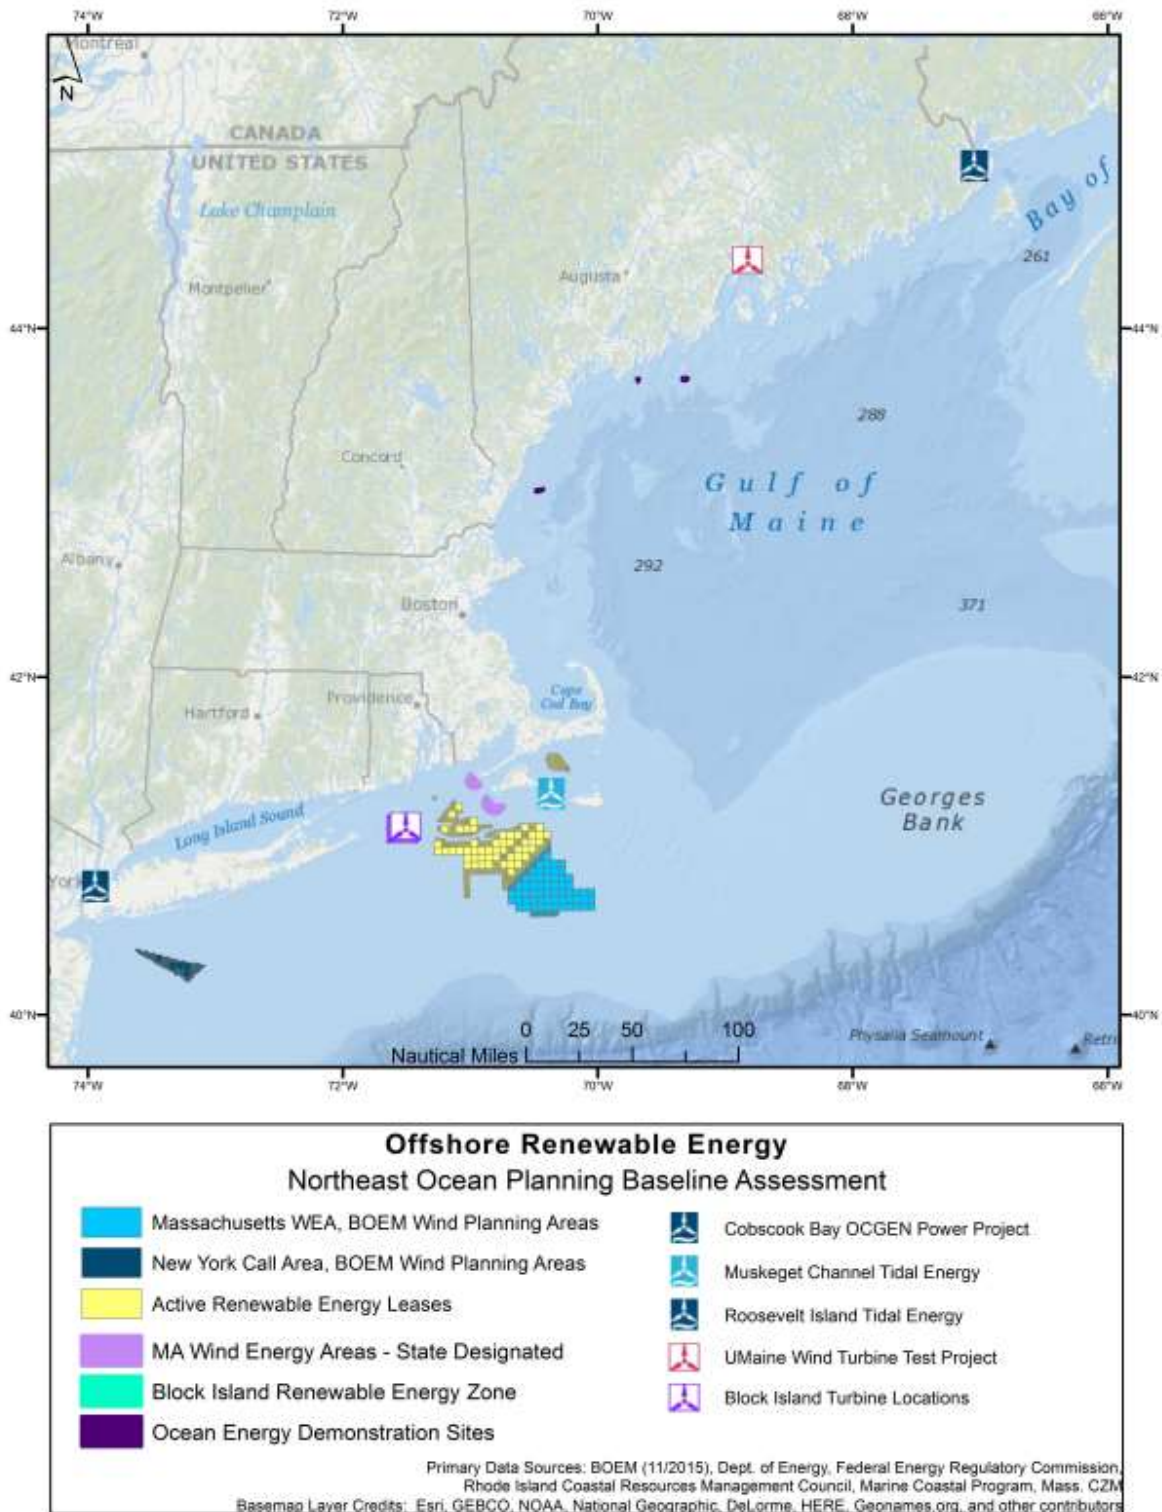 74°W 72°W 70°W 68°W 66°W
Montreal
N
CANADA
UNITED STATES
Lake Champlain
Bay of
261
Augusta
Montpelier
44°N 44°N
288
Concord
Gulf of
Maine
Albany
292
Boston
371
42°N 42°N
Cape
Cod Bay
Providence
Hartford
Georges
Bank
Long Island Sound
York
40°N 40°N
0 25 50 100
Nautical Miles
Physalia Seamount
Retri
74°W 72°W 70°W 68°W 66°W
Offshore Renewable Energy
Northeast Ocean Planning Baseline Assessment
Massachusetts WEA, BOEM Wind Planning Areas
New York Call Area, BOEM Wind Planning Areas
Active Renewable Energy Leases
MA Wind Energy Areas - State Designated
Block Island Renewable Energy Zone
Ocean Energy Demonstration Sites
Cobscook Bay OCGEN Power Project
Muskeget Channel Tidal Energy
Roosevelt Island Tidal Energy
UMaine Wind Turbine Test Project
Block Island Turbine Locations
Primary Data Sources: BOEM (11/2015), Dept. of Energy, Federal Energy Regulatory Commission,
Rhode Island Coastal Resources Management Council, Marine Coastal Program, Mass. CZM
Basemap Layer Credits: Esri, GEBCO, NOAA, National Geographic, DeLorme, HERE, Geonames.org, and other contributors